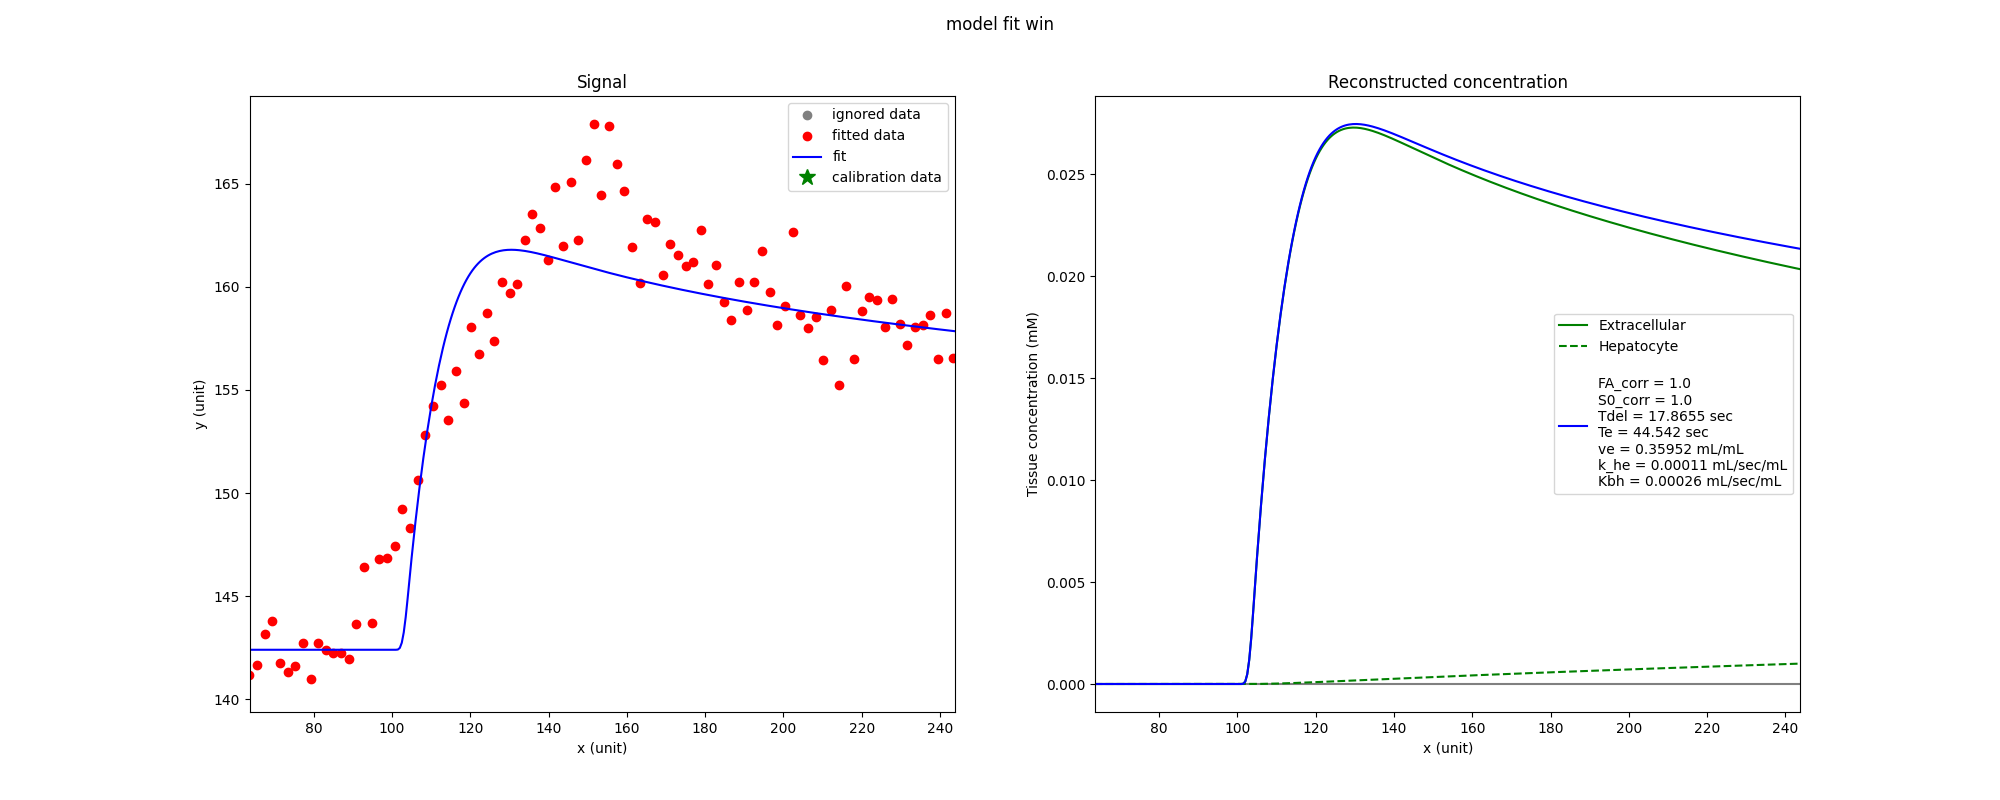 model fit win
Signal
ignored data
fitted data
fit
calibration data
165
160
155
150
145
140
y (unit)
80 100 120 140 160 180 200 220 240
x (unit)
Reconstructed concentration
0.025
0.020
0.015
0.010
0.005
0.000
Tissue concentration (mM)
Extracellular
Hepatocyte
FA_corr = 1.0
S0_corr = 1.0
Tdel = 17.8655 sec
Te = 44.542 sec
ve = 0.35952 mL/mL
k_he = 0.00011 mL/sec/mL
Kbh = 0.00026 mL/sec/mL
80 100 120 140 160 180 200 220 240
x (unit)